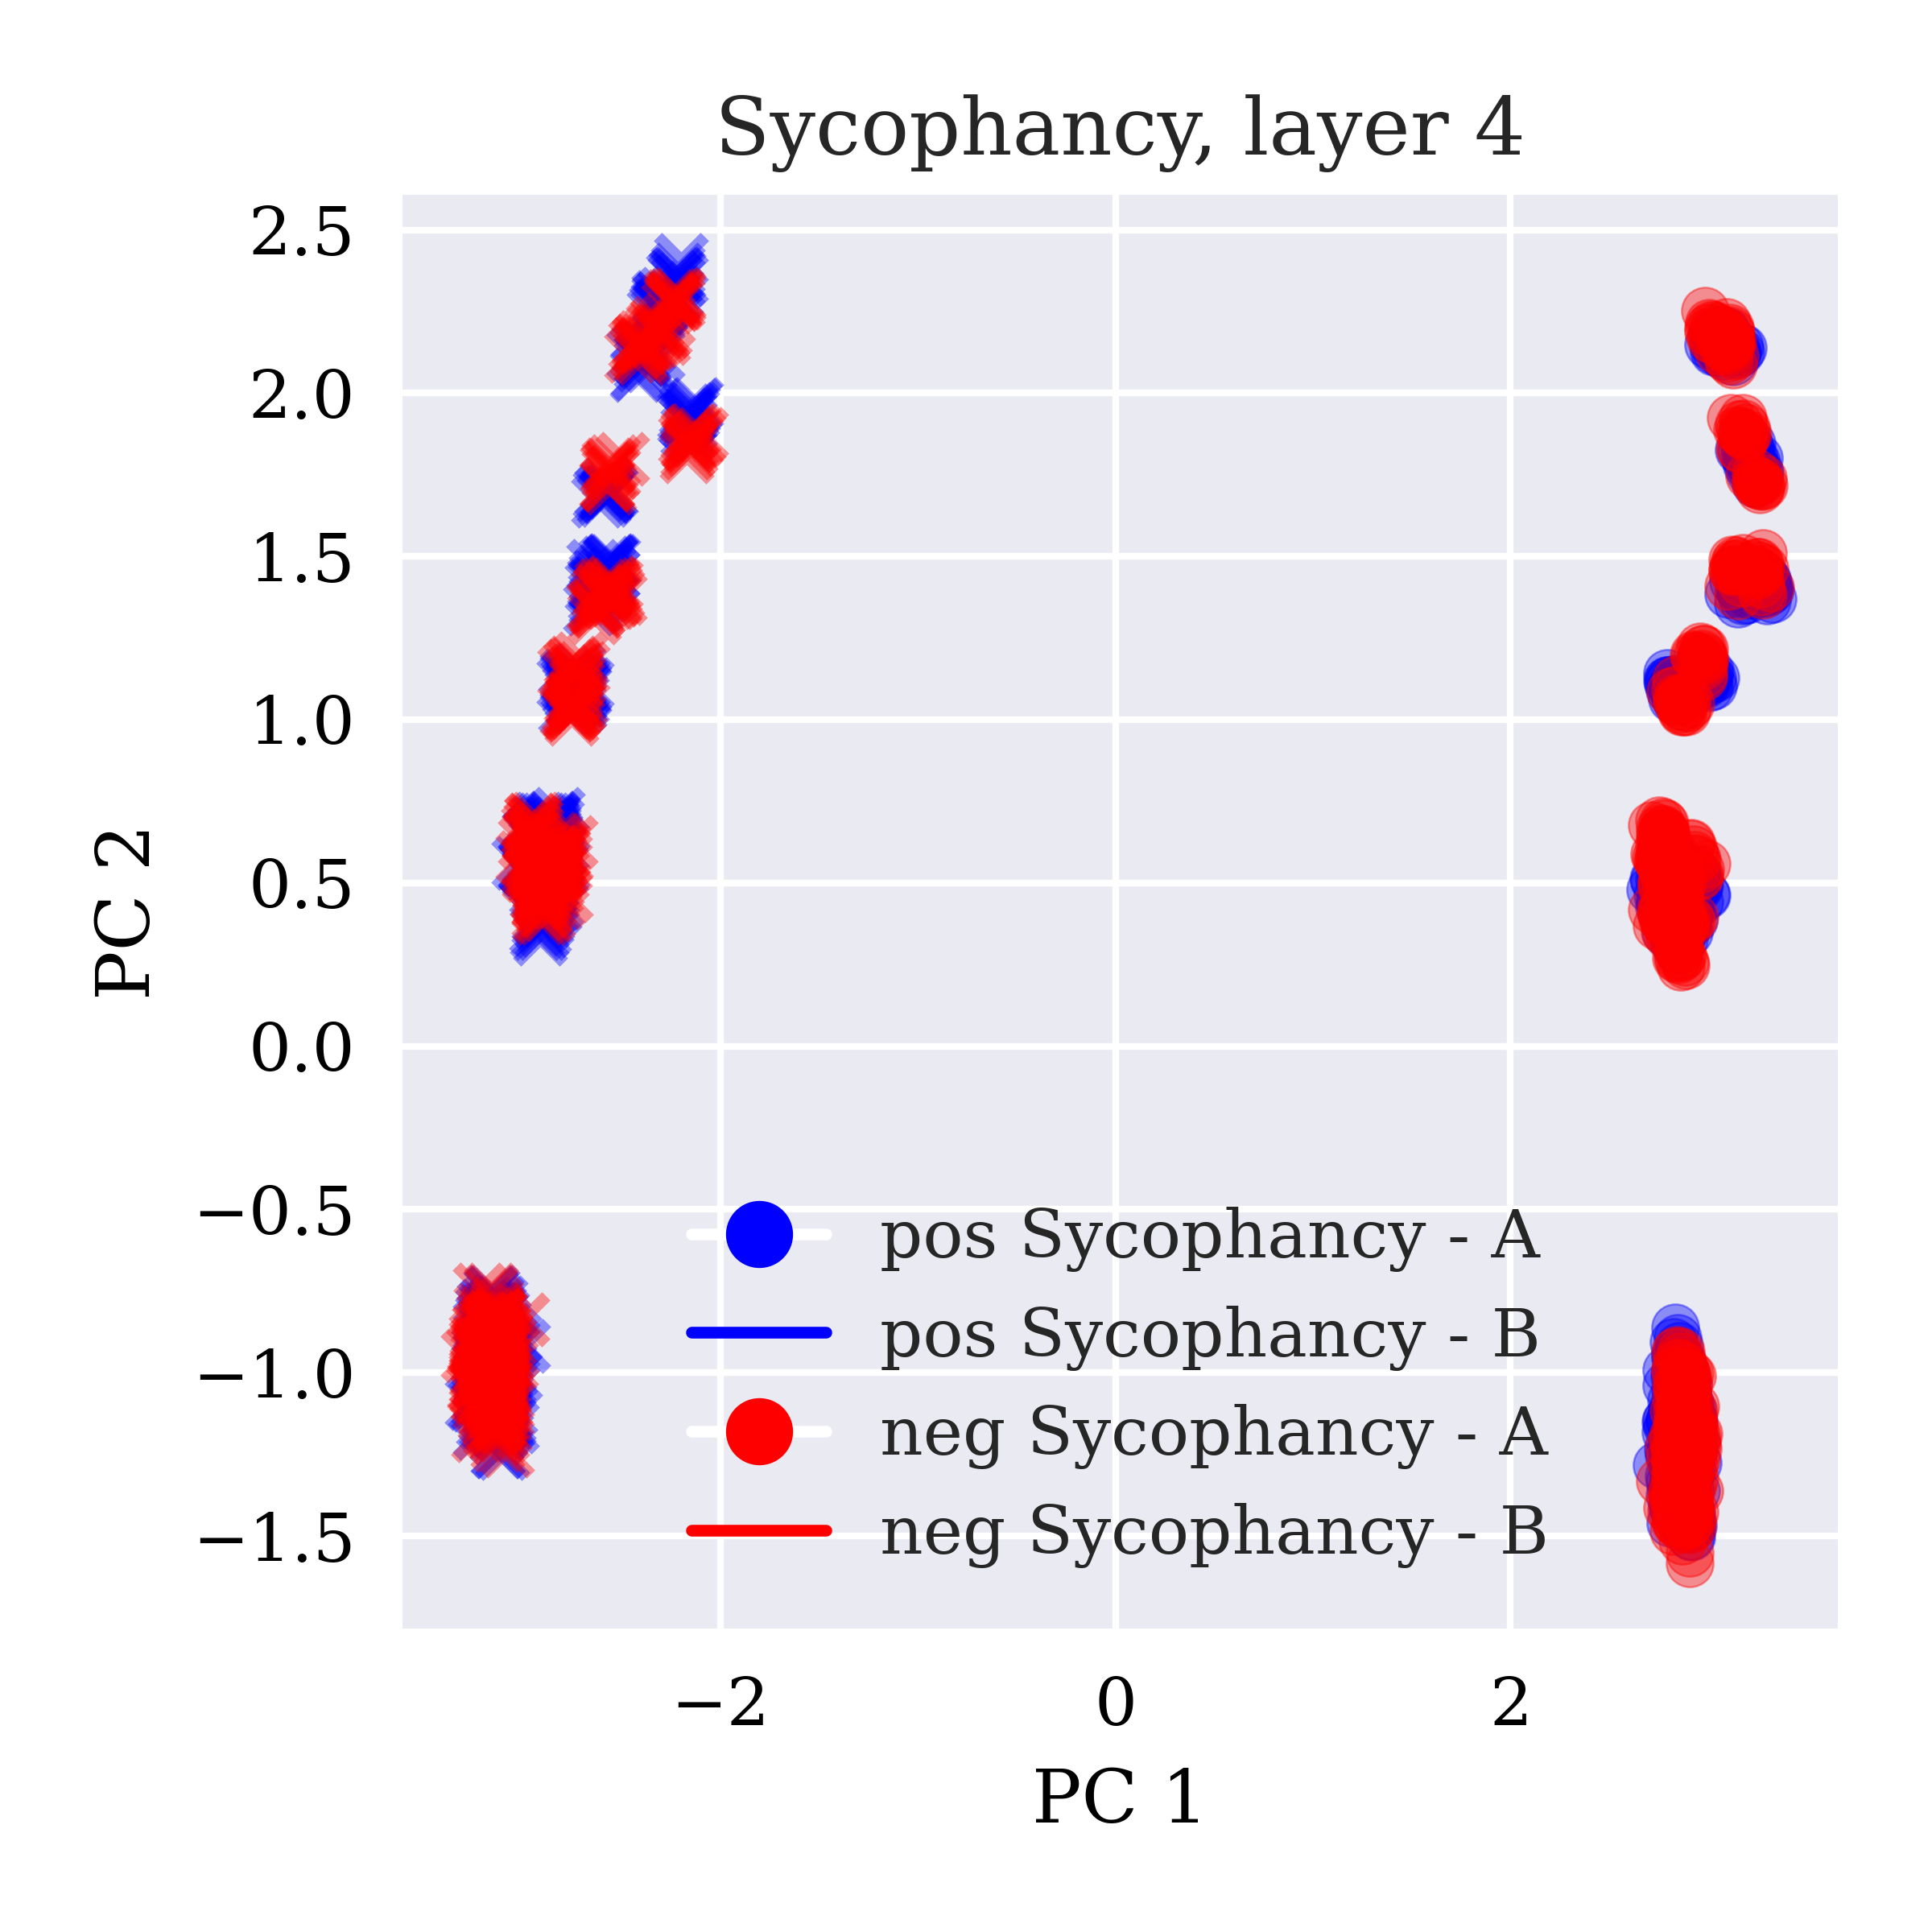 Sycophancy, layer 4
2.5
2.0
1.5
1.0
0.5
0.0
−0.5
−1.0
−1.5
PC 2
pos Sycophancy - A
pos Sycophancy - B
neg Sycophancy - A
neg Sycophancy - B
−2 0 2
PC 1